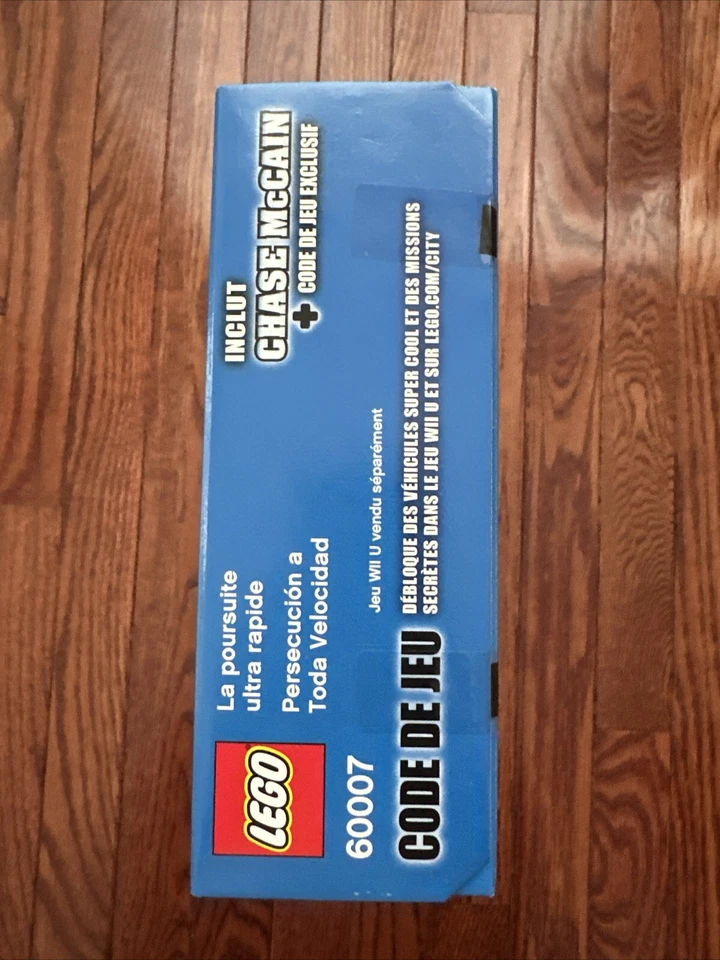 LEGO
60007
La poursuite
ultra rapide
Persecución a
Toda Velocidad
INCLUT
CHASE McCAIN
+ CODE DE JEU EXCLUSIF
Jeu WII U vendu séparément
CODE DE JEU
DÉBLOQUE DES VÉHICULES SUPER COOL ET DES MISSIONS
SECRÈTES DANS LE JEU WII U ET SUR LEGO.COM/CITY